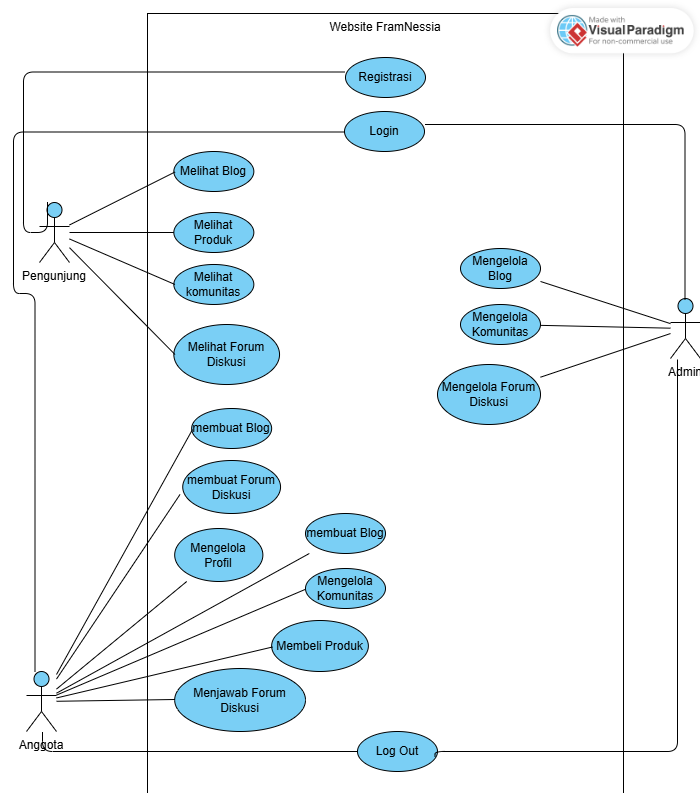 Website FramNessia
Made with
Visual Paradigm
For non-commercial use
Registrasi
Login
Melihat Blog
Melihat
Produk
Melihat
komunitas
Melihat Forum
Diskusi
Pengunjung
Mengelola
Blog
Mengelola
Komunitas
Mengelola Forum
Diskusi
Admin
membuat Blog
membuat Forum
Diskusi
Mengelola
Profil
membuat Blog
Mengelola
Komunitas
Membeli Produk
Menjawab Forum
Diskusi
Anggota
Log Out